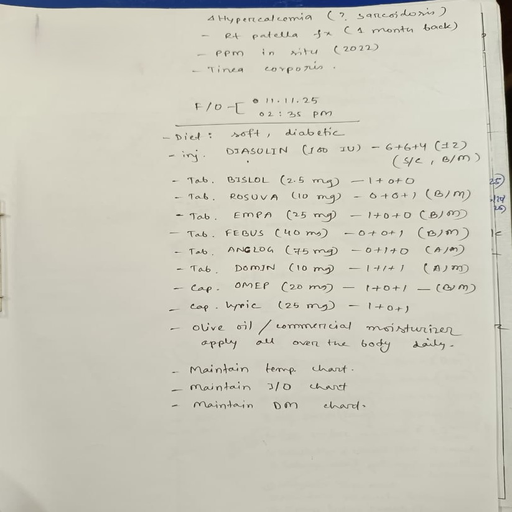 △ Hypercalcemia (?. sarcoidosis)
- Rt patella fx (1 month back)
- PPM in situ (2022)
- Tinea corporis.
F/O - [ 11.11.25
02:35 PM
- Diet: soft, diabetic
- inj. DIASULIN (100 IU) - 6+6+4 (±2)
(S/C, B/M)
- Tab. BISLOL (2.5 mg) - 1+0+0
- Tab. ROSUVA (10 mg) - 0+0+1 (B/M)
- Tab. EMPA (25 mg) - 1+0+0 (B/M)
- Tab. FEBUS (40 mg) - 0+0+1 (B/M)
- Tab. ANGLOG (75 mg) - 0+1+0 (A/M)
- Tab. DOMIN (10 mg) - 1+1+1 (A/M)
- Cap. OMEP (20 mg) - 1+0+1 - (B/M)
- Cap. Lyric (25 mg) - 1+0+1
- Olive oil / commercial moisturizer
apply all over the body daily.
- Maintain temp chart.
- Maintain I/O chart
- Maintain DM chart.